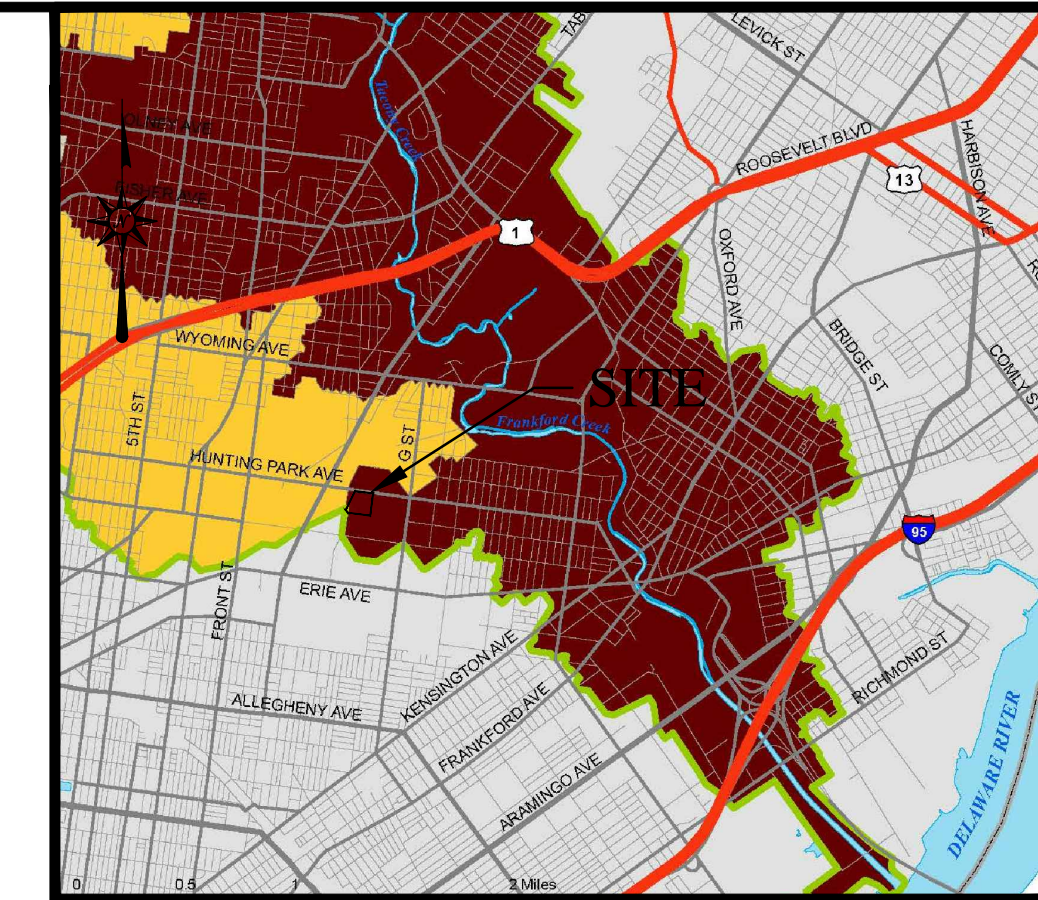 LEVICK ST
Tacony Creek
OLNEY AVE
ROOSEVELT BLVD
HARBISON AVE
13
FISHER AVE
N
1
OXFORD AVE
WYOMING AVE
BRIDGE ST
COMLY ST
SITE
5TH ST
Frankford Creek
G ST
HUNTING PARK AVE
95
FRONT ST
ERIE AVE
KENSINGTON AVE
RICHMOND ST
ALLEGHENY AVE
FRANKFORD AVE
DELAWARE RIVER
ARAMINGO AVE
0 0.5 1 2 Miles